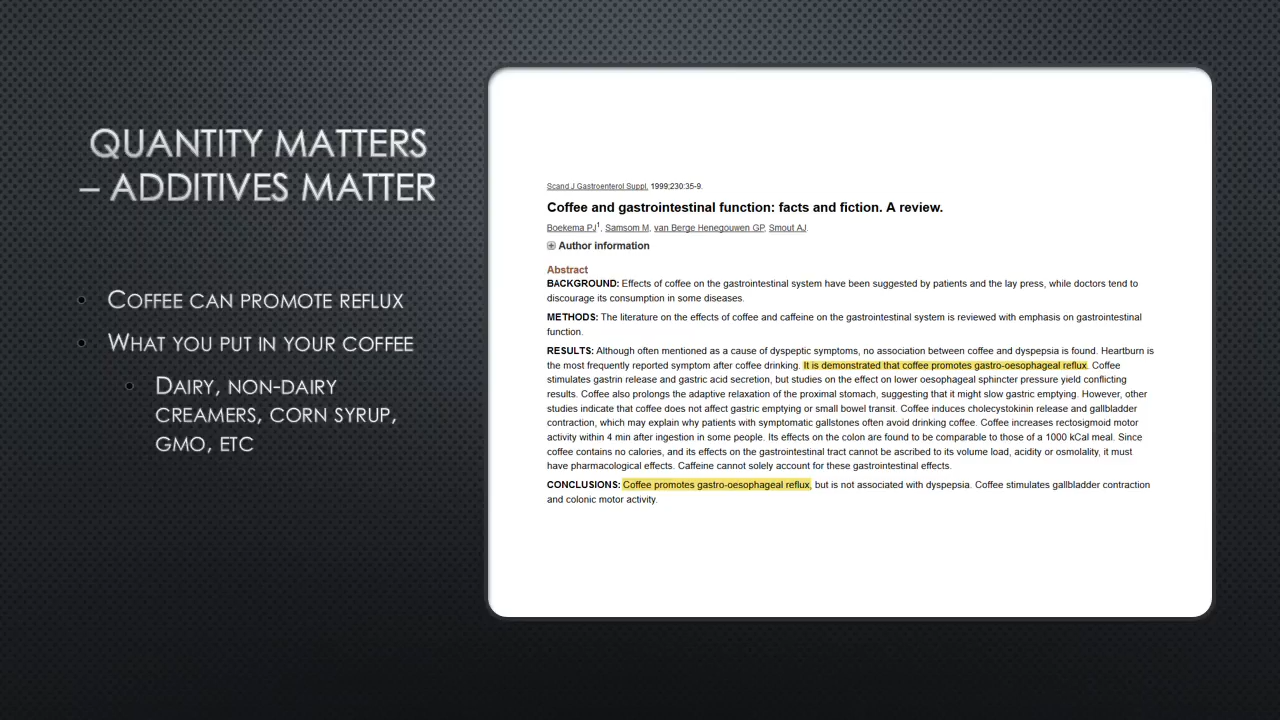 QUANTITY MATTERS
– ADDITIVES MATTER
• COFFEE CAN PROMOTE REFLUX
• WHAT YOU PUT IN YOUR COFFEE
• DAIRY, NON-DAIRY
CREAMERS, CORN SYRUP,
GMO, ETC
Scand J Gastroenterol Suppl. 1999;230:35-9.
Coffee and gastrointestinal function: facts and fiction. A review.
Boekema PJ1, Samsom M, van Berge Henegouwen GP, Smout AJ.
Author information
Abstract
BACKGROUND: Effects of coffee on the gastrointestinal system have been suggested by patients and the lay press, while doctors tend to
discourage its consumption in some diseases.
METHODS: The literature on the effects of coffee and caffeine on the gastrointestinal system is reviewed with emphasis on gastrointestinal
function.
RESULTS: Although often mentioned as a cause of dyspeptic symptoms, no association between coffee and dyspepsia is found. Heartburn is
the most frequently reported symptom after coffee drinking. It is demonstrated that coffee promotes gastro-oesophageal reflux. Coffee
stimulates gastrin release and gastric acid secretion, but studies on the effect on lower oesophageal sphincter pressure yield conflicting
results. Coffee also prolongs the adaptive relaxation of the proximal stomach, suggesting that it might slow gastric emptying. However, other
studies indicate that coffee does not affect gastric emptying or small bowel transit. Coffee induces cholecystokinin release and gallbladder
contraction, which may explain why patients with symptomatic gallstones often avoid drinking coffee. Coffee increases rectosigmoid motor
activity within 4 min after ingestion in some people. Its effects on the colon are found to be comparable to those of a 1000 kCal meal. Since
coffee contains no calories, and its effects on the gastrointestinal tract cannot be ascribed to its volume load, acidity or osmolality, it must
have pharmacological effects. Caffeine cannot solely account for these gastrointestinal effects.
CONCLUSIONS: Coffee promotes gastro-oesophageal reflux, but is not associated with dyspepsia. Coffee stimulates gallbladder contraction
and colonic motor activity.